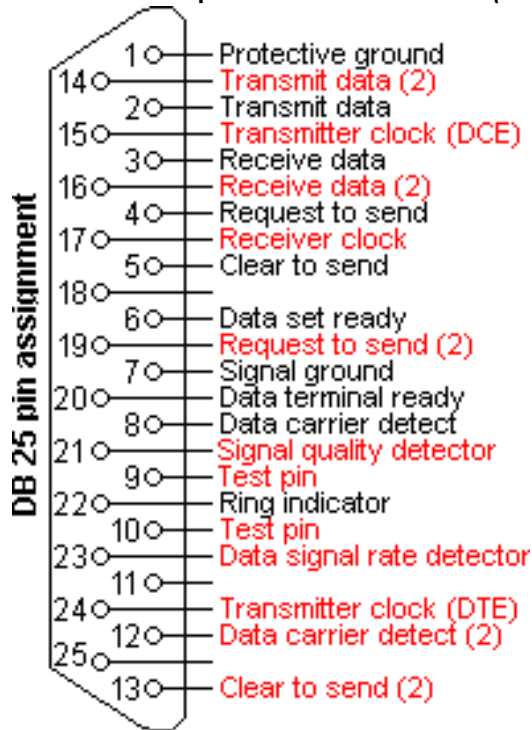 1 Protective ground
14 Transmit data (2)
2 Transmit data
15 Transmitter clock (DCE)
3 Receive data
16 Receive data (2)
4 Request to send
17 Receiver clock
5 Clear to send
18
6 Data set ready
19 Request to send (2)
7 Signal ground
20 Data terminal ready
8 Data carrier detect
21 Signal quality detector
9 Test pin
22 Ring indicator
10 Test pin
23 Data signal rate detector
11
24 Transmitter clock (DTE)
12 Data carrier detect (2)
25
13 Clear to send (2)
DB 25 pin assignment